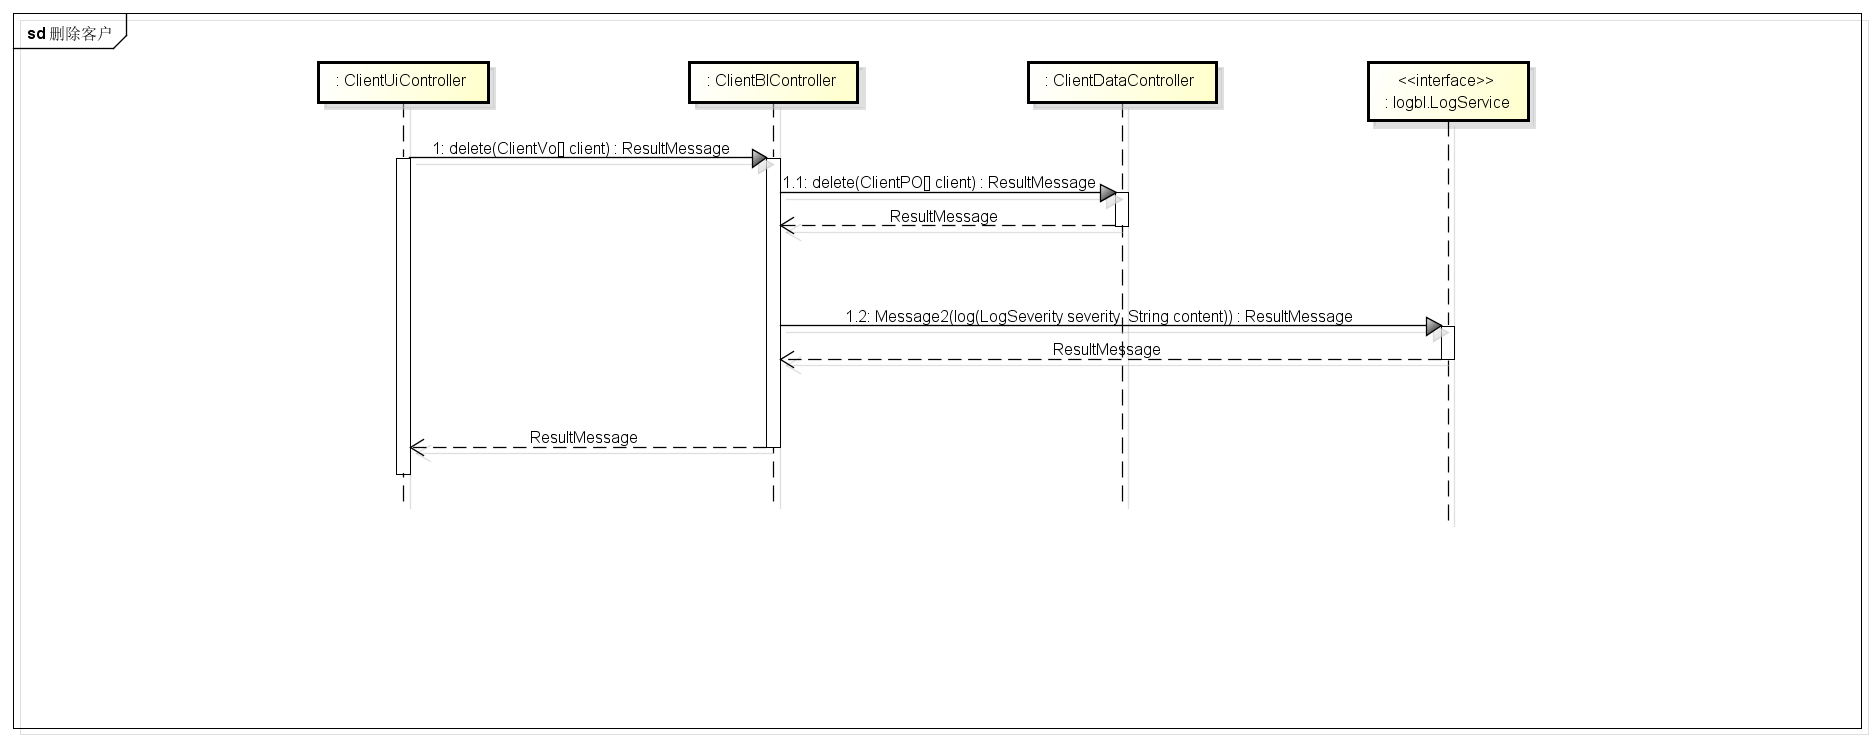 sd 删除客户
: ClientUiController
: ClientBlController
: ClientDataController
<<interface>>
: logbl.LogService
1: delete(ClientVo[] client) : ResultMessage
1.1: delete(ClientPO[] client) : ResultMessage
ResultMessage
1.2: Message2(log(LogSeverity severity, String content)) : ResultMessage
ResultMessage
ResultMessage